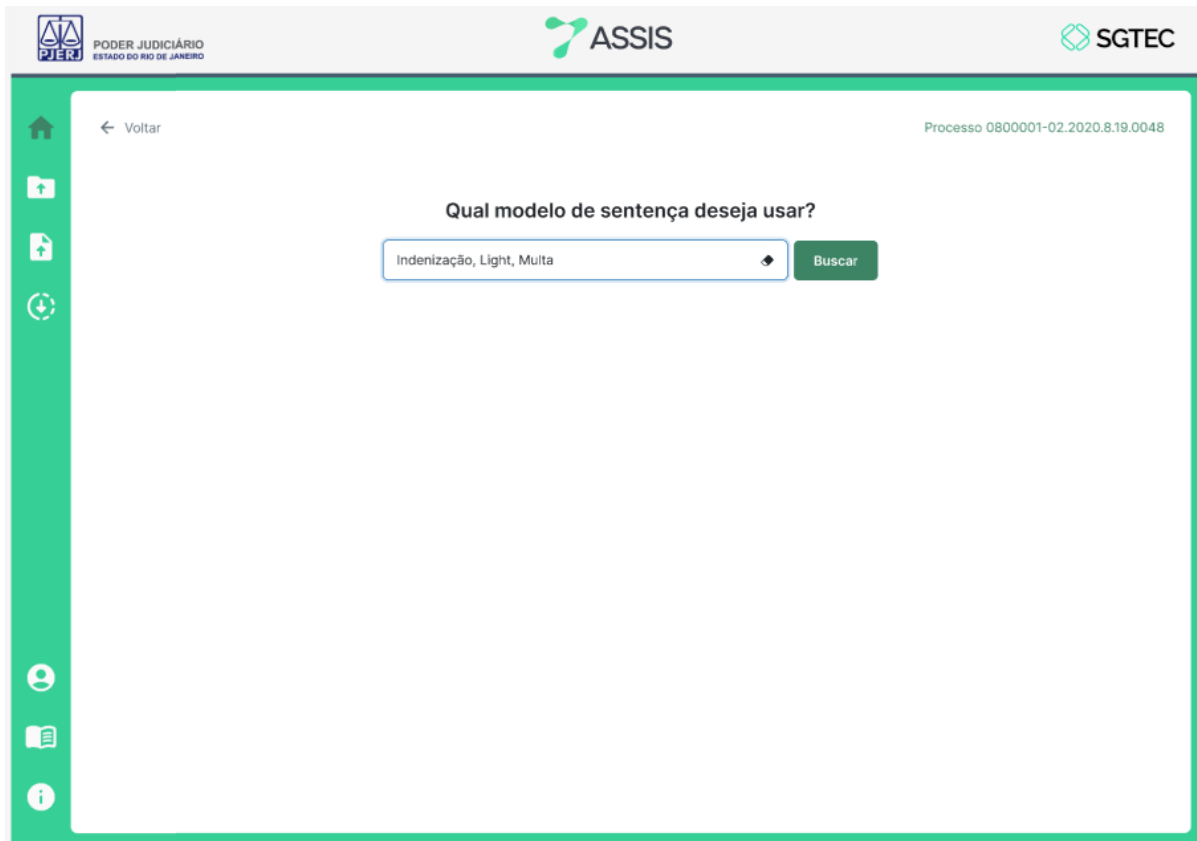 PJERJ
PODER JUDICIÁRIO
ESTADO DO RIO DE JANEIRO
ASSIS
SGTEC
Voltar
Processo 0800001-02.2020.8.19.0048
Qual modelo de sentença deseja usar?
Indenização, Light, Multa
Buscar